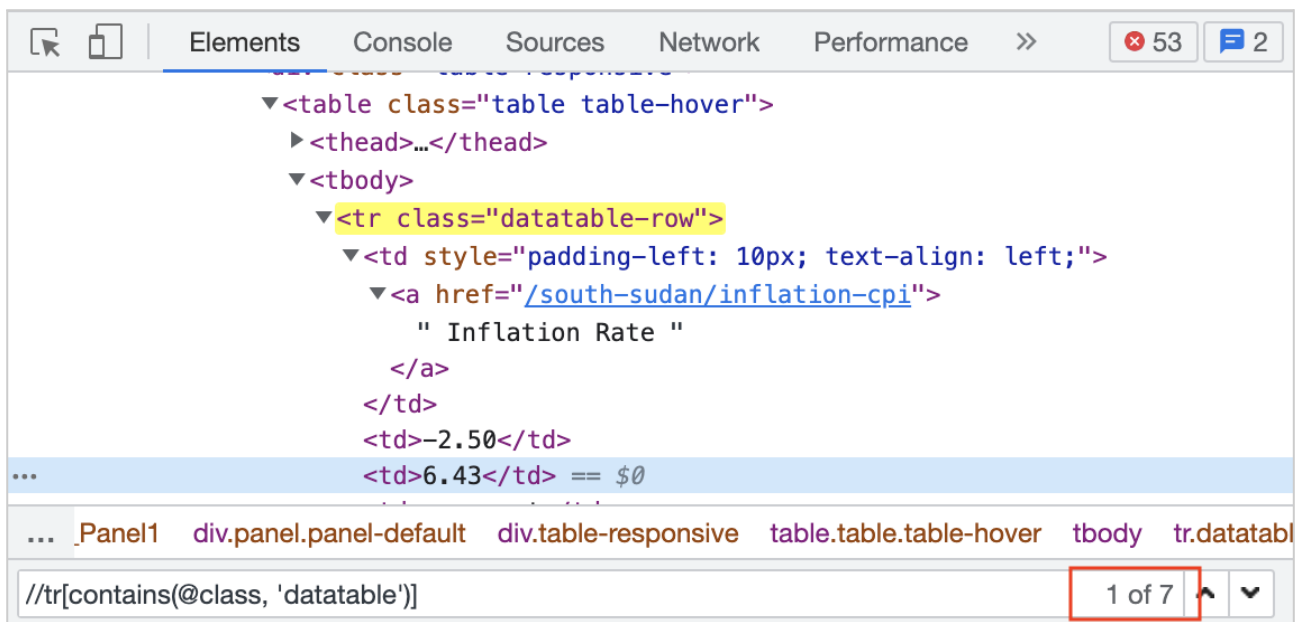 Elements Console Sources Network Performance >> 53 2
▼<table class="table table-hover">
▶<thead>…</thead>
▼<tbody>
▼<tr class="datatable-row">
▼<td style="padding-left: 10px; text-align: left;">
▼<a href="/south-sudan/inflation-cpi">
" Inflation Rate "
</a>
</td>
<td>-2.50</td>
... <td>6.43</td> == $0
... _Panel1 div.panel.panel-default div.table-responsive table.table.table-hover tbody tr.datatabl
//tr[contains(@class, 'datatable')] 1 of 7